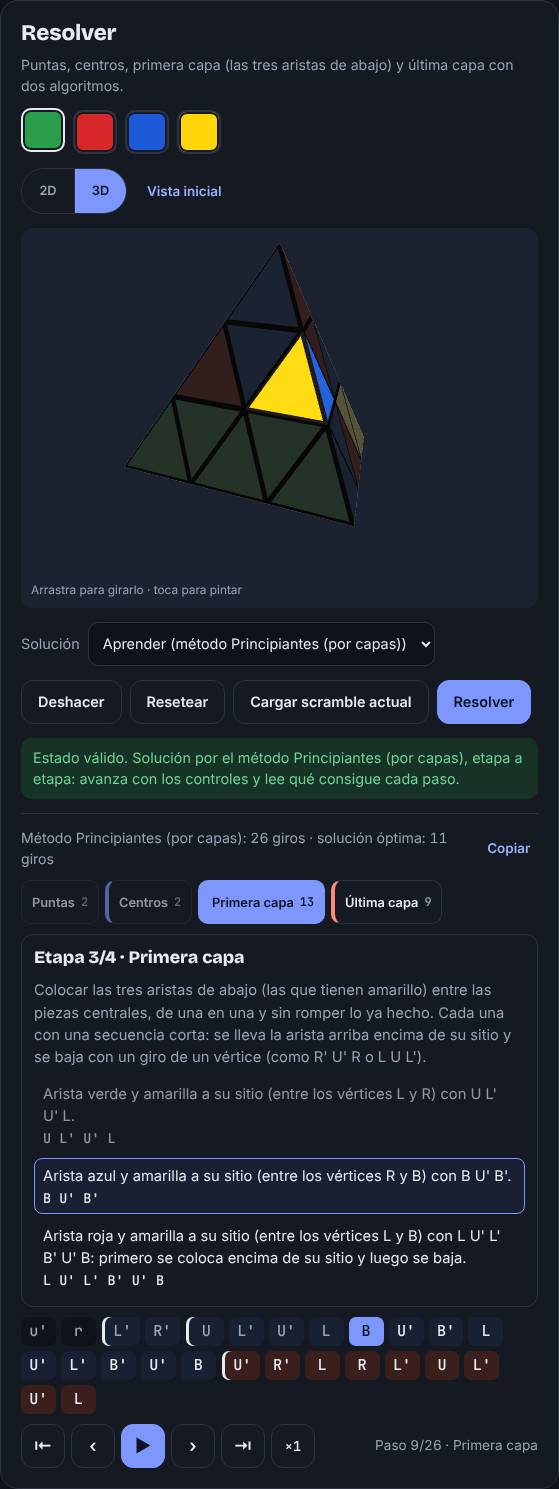 Resolver
Puntas, centros, primera capa (las tres aristas de abajo) y última capa con
dos algoritmos.
2D 3D Vista inicial
Arrastra para girarlo · toca para pintar
Solución Aprender (método Principiantes (por capas))
Deshacer Resetear Cargar scramble actual Resolver
Estado válido. Solución por el método Principiantes (por capas), etapa a
etapa: avanza con los controles y lee qué consigue cada paso.
Método Principiantes (por capas): 26 giros · solución óptima: 11
giros
Copiar
Puntas 2 Centros 2 Primera capa 13 Última capa 9
Etapa 3/4 · Primera capa
Colocar las tres aristas de abajo (las que tienen amarillo) entre las
piezas centrales, de una en una y sin romper lo ya hecho. Cada una
con una secuencia corta: se lleva la arista arriba encima de su sitio y
se baja con un giro de un vértice (como R' U' R o L U L').
Arista verde y amarilla a su sitio (entre los vértices L y R) con U L'
U' L.
U L' U' L
Arista azul y amarilla a su sitio (entre los vértices R y B) con B U' B'.
B U' B'
Arista roja y amarilla a su sitio (entre los vértices L y B) con L U' L'
B' U' B: primero se coloca encima de su sitio y luego se baja.
L U' L' B' U' B
u' r L' R' U L' U' L B U' B' L
U' L' B' U' B U' R' L R L' U L'
U' L
×1 Paso 9/26 · Primera capa